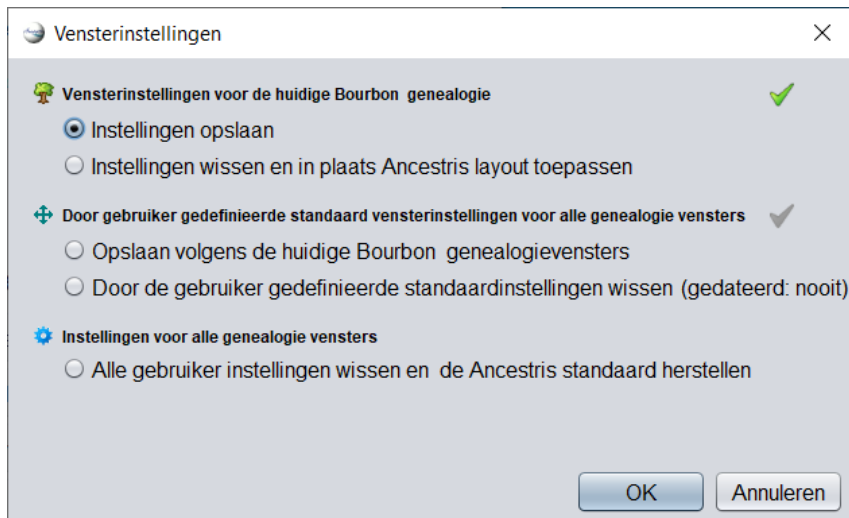 Vensterinstellingen
Vensterinstellingen voor de huidige Bourbon genealogie
Instellingen opslaan
Instellingen wissen en in plaats Ancestris layout toepassen
Door gebruiker gedefinieerde standaard vensterinstellingen voor alle genealogie vensters
Opslaan volgens de huidige Bourbon genealogievensters
Door de gebruiker gedefinieerde standaardinstellingen wissen (gedateerd: nooit)
Instellingen voor alle genealogie vensters
Alle gebruiker instellingen wissen en de Ancestris standaard herstellen
OK Annuleren